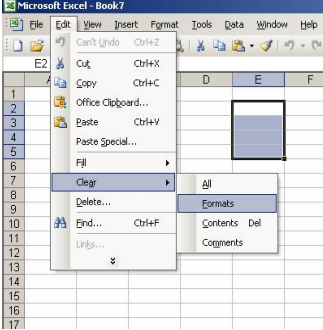 Microsoft Excel - Book7
File Edit View Insert Format Tools Data Window Help
Can't Undo Ctrl+Z
E2
Cut Ctrl+X
Copy Ctrl+C
Office Clipboard...
Paste Ctrl+V
Paste Special...
Fill
Clear
All
Delete...
Formats
Find... Ctrl+F
Contents Del
Links...
Comments
D E F
1
2
3
4
5
6
7
8
9
10
11
12
13
14
15
16
17